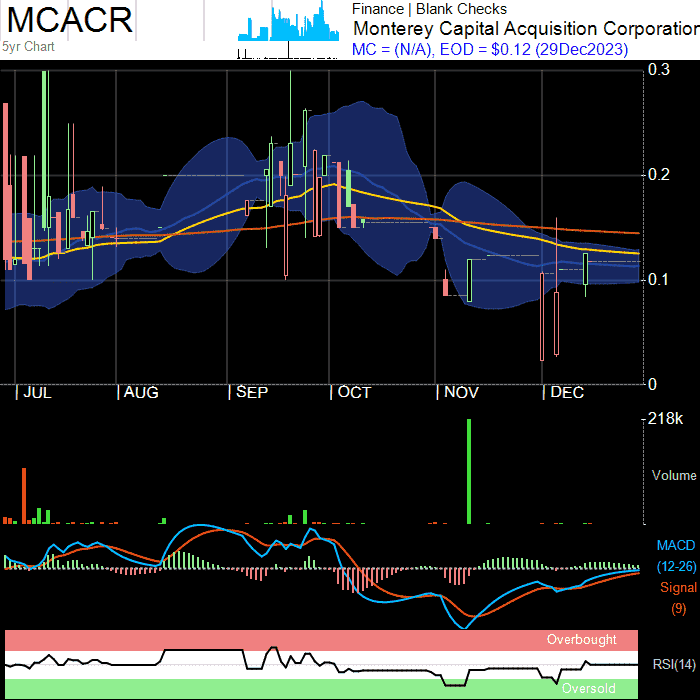 MCACR
5yr Chart
Finance | Blank Checks
Monterey Capital Acquisition Corporation
MC = (N/A), EOD = $0.12 (29Dec2023)
0.3
0.2
0.1
0
JUL AUG SEP OCT NOV DEC
218k
Volume
MACD
(12-26)
Signal
(9)
Overbought
RSI(14)
Oversold